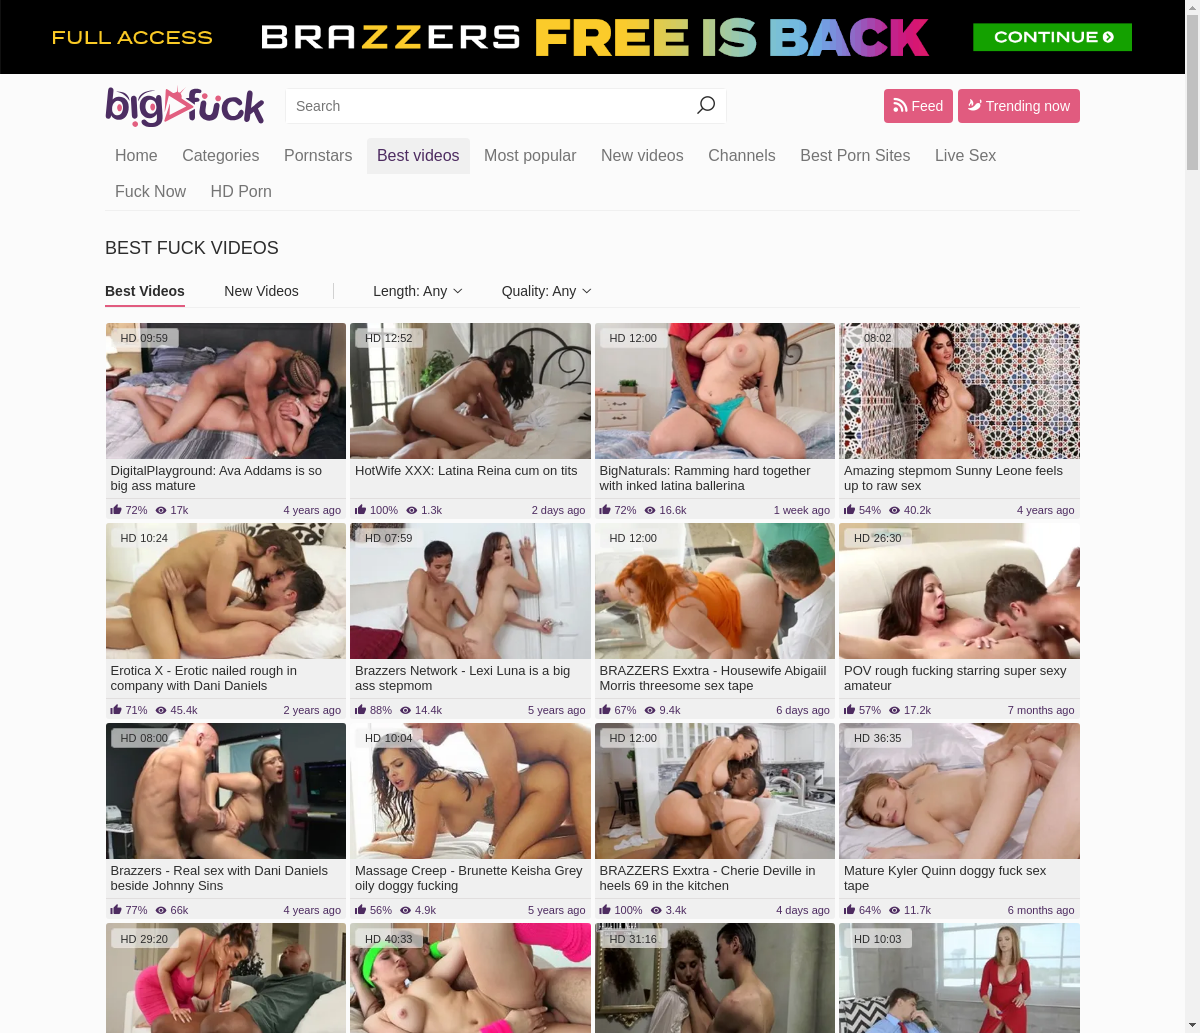 FULL ACCESS BRAZZERS FREE IS BACK CONTINUE
bigfuck Search Feed Trending now
Home Categories Pornstars Best videos Most popular New videos Channels Best Porn Sites Live Sex
Fuck Now HD Porn
BEST FUCK VIDEOS
Best Videos New Videos Length: Any Quality: Any
HD 09:59 HD 12:52 HD 12:00 08:02
DigitalPlayground: Ava Addams is so
big ass mature
HotWife XXX: Latina Reina cum on tits
BigNaturals: Ramming hard together
with inked latina ballerina
Amazing stepmom Sunny Leone feels
up to raw sex
72% 17k 4 years ago
100% 1.3k 2 days ago
72% 16.6k 1 week ago
54% 40.2k 4 years ago
HD 10:24 HD 07:59 HD 12:00 HD 26:30
Erotica X - Erotic nailed rough in
company with Dani Daniels
Brazzers Network - Lexi Luna is a big
ass stepmom
BRAZZERS Exxtra - Housewife Abigaiil
Morris threesome sex tape
POV rough fucking starring super sexy
amateur
71% 45.4k 2 years ago
88% 14.4k 5 years ago
67% 9.4k 6 days ago
57% 17.2k 7 months ago
HD 08:00 HD 10:04 HD 12:00 HD 36:35
Brazzers - Real sex with Dani Daniels
beside Johnny Sins
Massage Creep - Brunette Keisha Grey
oily doggy fucking
BRAZZERS Exxtra - Cherie Deville in
heels 69 in the kitchen
Mature Kyler Quinn doggy fuck sex
tape
77% 66k 4 years ago
56% 4.9k 5 years ago
100% 3.4k 4 days ago
64% 11.7k 6 months ago
HD 29:20 HD 40:33 HD 31:16 HD 10:03